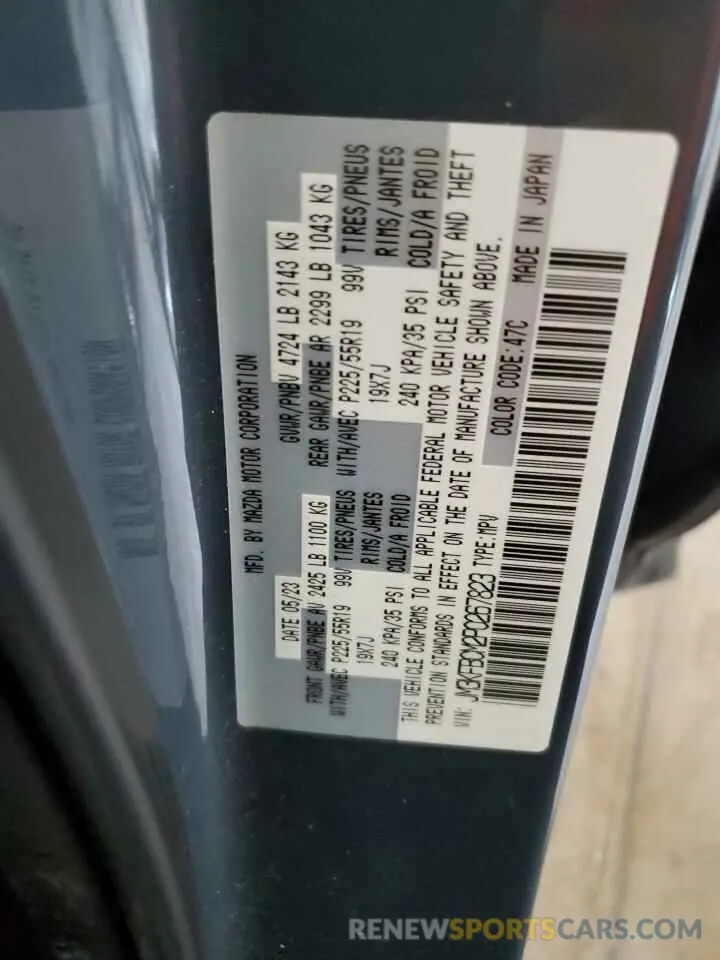 MFD. BY MAZDA MOTOR CORPORATION
DATE 05/23
GVWR/PNBV 4724 LB 2143 KG
FRONT GAWR/PNBE AV 2425 LB 1100 KG
REAR GAWR/PNBE AR 2299 LB 1043 KG
WITH/AVEC P225/55R19 99V TIRES/PNEUS
WITH/AVEC P225/55R19 99V TIRES/PNEUS
19X7J RIMS/JANTES
19X7J RIMS/JANTES
240 KPA/35 PSI COLD/A FROID
240 KPA/35 PSI COLD/A FROID
THIS VEHICLE CONFORMS TO ALL APPLICABLE FEDERAL MOTOR VEHICLE SAFETY AND THEFT
PREVENTION STANDARDS IN EFFECT ON THE DATE OF MANUFACTURE SHOWN ABOVE.
VIN: JM3KFBCM2P0267823 TYPE:MPV
COLOR CODE:47C MADE IN JAPAN
RENEWSPORTSCARS.COM